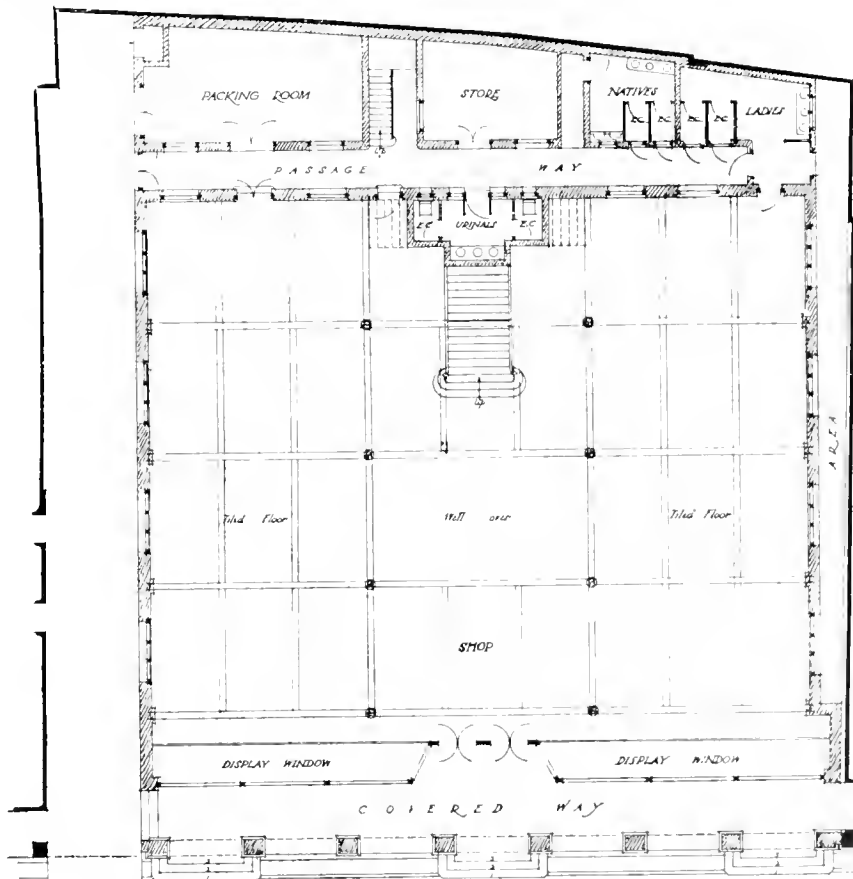 PACKING ROOM
STORE
NATIVES
LADIES
E.C
E.C
E.C
E.C
PASSAGE WAY
E.C
URINALS
E.C
UP
AREA
Tiled Floor
Well over
Tiled Floor
SHOP
DISPLAY WINDOW
DISPLAY WINDOW
COVERED WAY